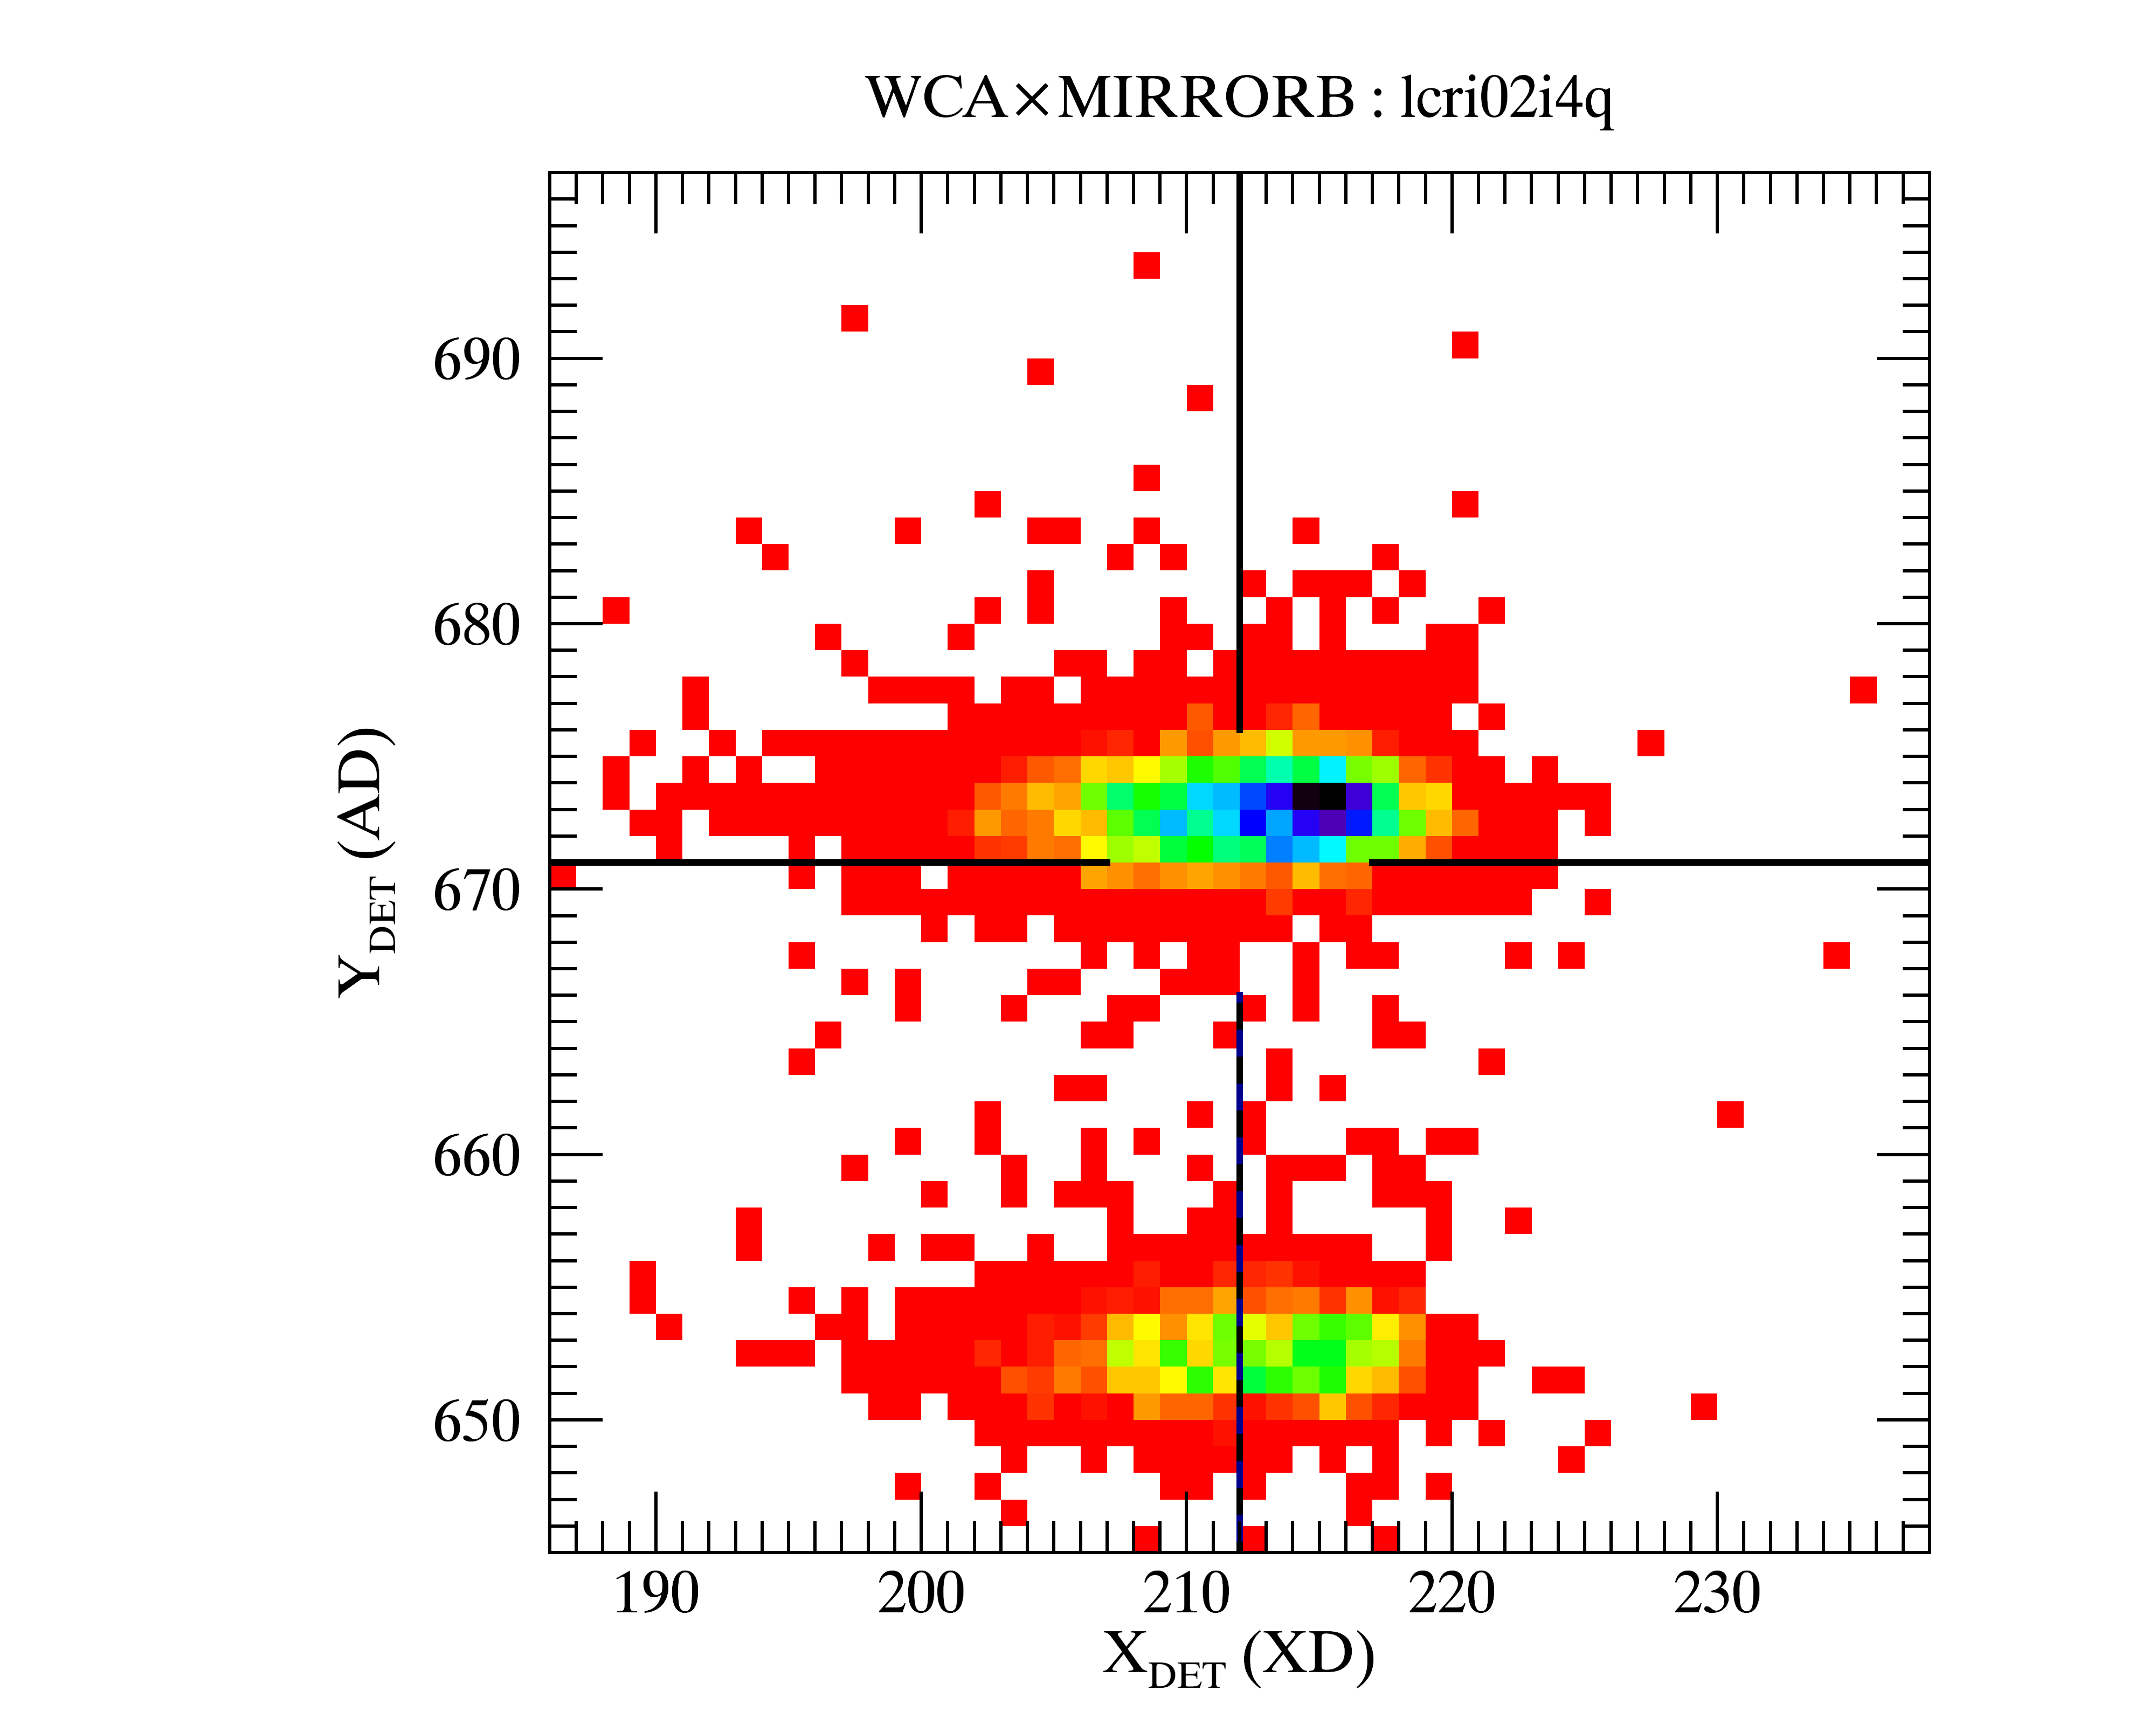 WCA×MIRRORB : lcri02i4q
690
680
670
660
650
Y_DET (AD)
190 200 210 220 230
X_DET (XD)